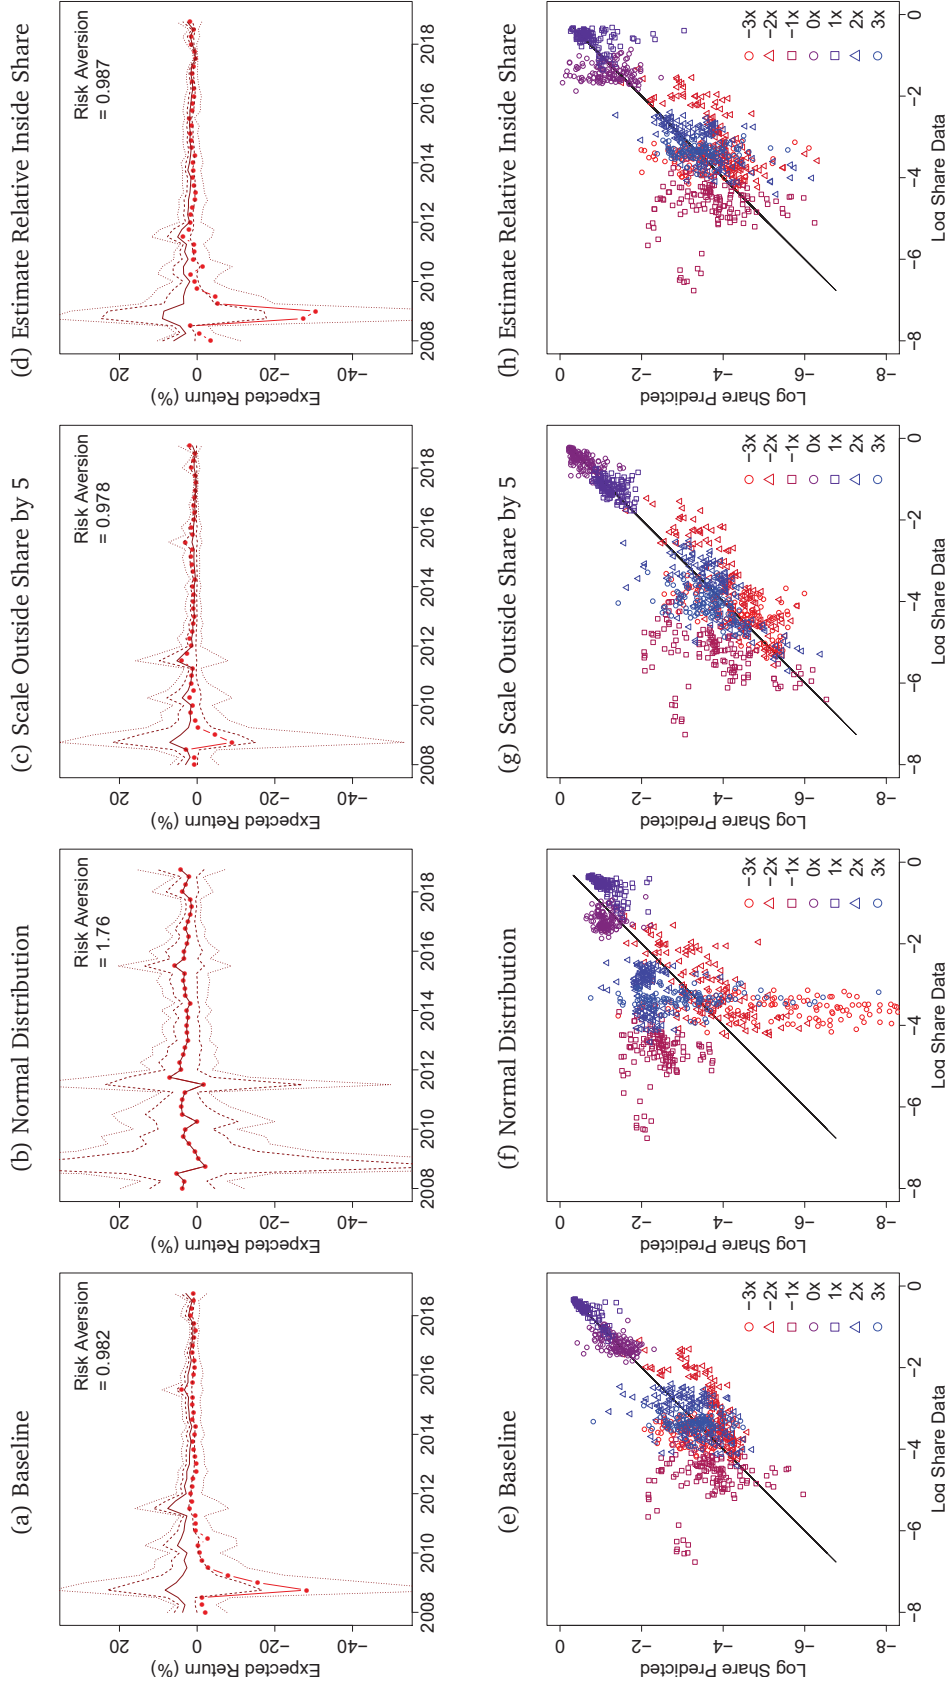 (a) Baseline
Risk Aversion
= 0.982
Expected Return (%)
20
0
−20
−40
2008
2010
2012
2014
2016
2018
(b) Normal Distribution
Risk Aversion
= 1.76
Expected Return (%)
20
0
−20
−40
2008
2010
2012
2014
2016
2018
(c) Scale Outside Share by 5
Risk Aversion
= 0.978
Expected Return (%)
20
0
−20
−40
2008
2010
2012
2014
2016
2018
(d) Estimate Relative Inside Share
Risk Aversion
= 0.987
Expected Return (%)
20
0
−20
−40
2008
2010
2012
2014
2016
2018
(e) Baseline
Log Share Predicted
0
−2
−4
−6
−8
−3x
−2x
−1x
0x
1x
2x
3x
−8
−6
−4
−2
0
Log Share Data
(f) Normal Distribution
Log Share Predicted
0
−2
−4
−6
−8
−3x
−2x
−1x
0x
1x
2x
3x
−8
−6
−4
−2
0
Log Share Data
(g) Scale Outside Share by 5
Log Share Predicted
0
−2
−4
−6
−8
−3x
−2x
−1x
0x
1x
2x
3x
−8
−6
−4
−2
0
Log Share Data
(h) Estimate Relative Inside Share
Log Share Predicted
0
−2
−4
−6
−8
−3x
−2x
−1x
0x
1x
2x
3x
−8
−6
−4
−2
0
Log Share Data